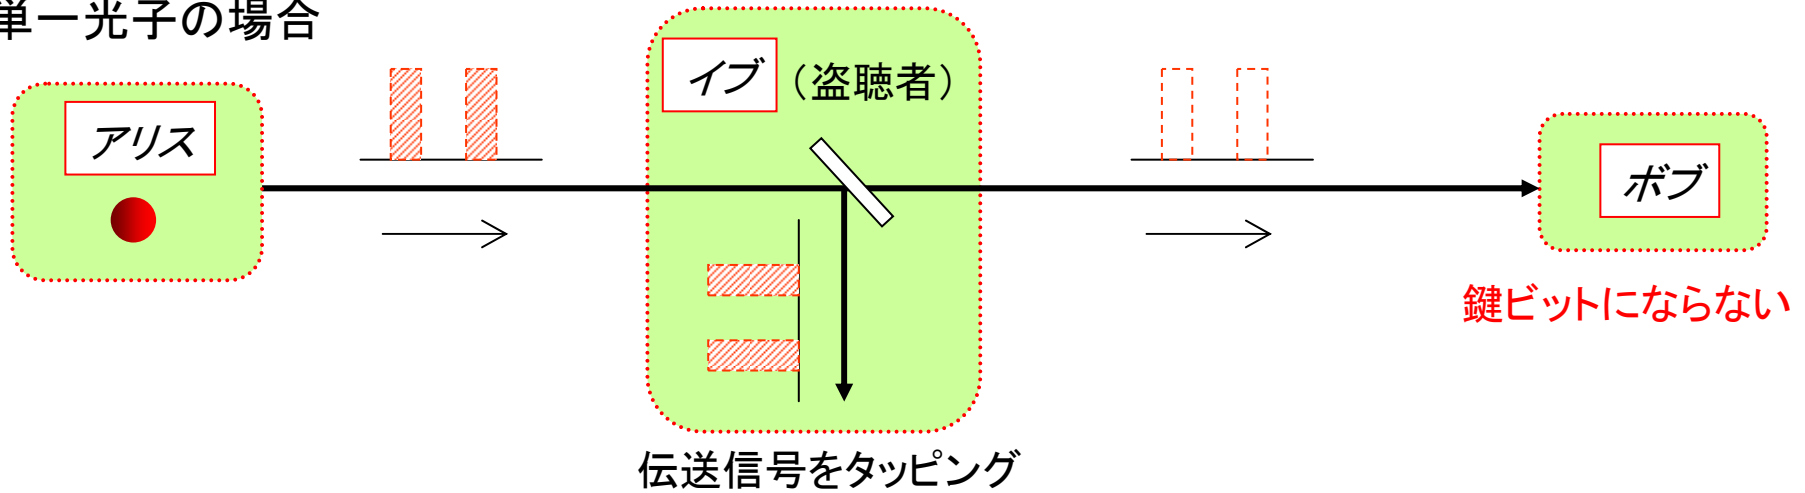 単一光子の場合
アリス
イブ
（盗聴者）
ボブ
鍵ビットにならない
伝送信号をタッピング